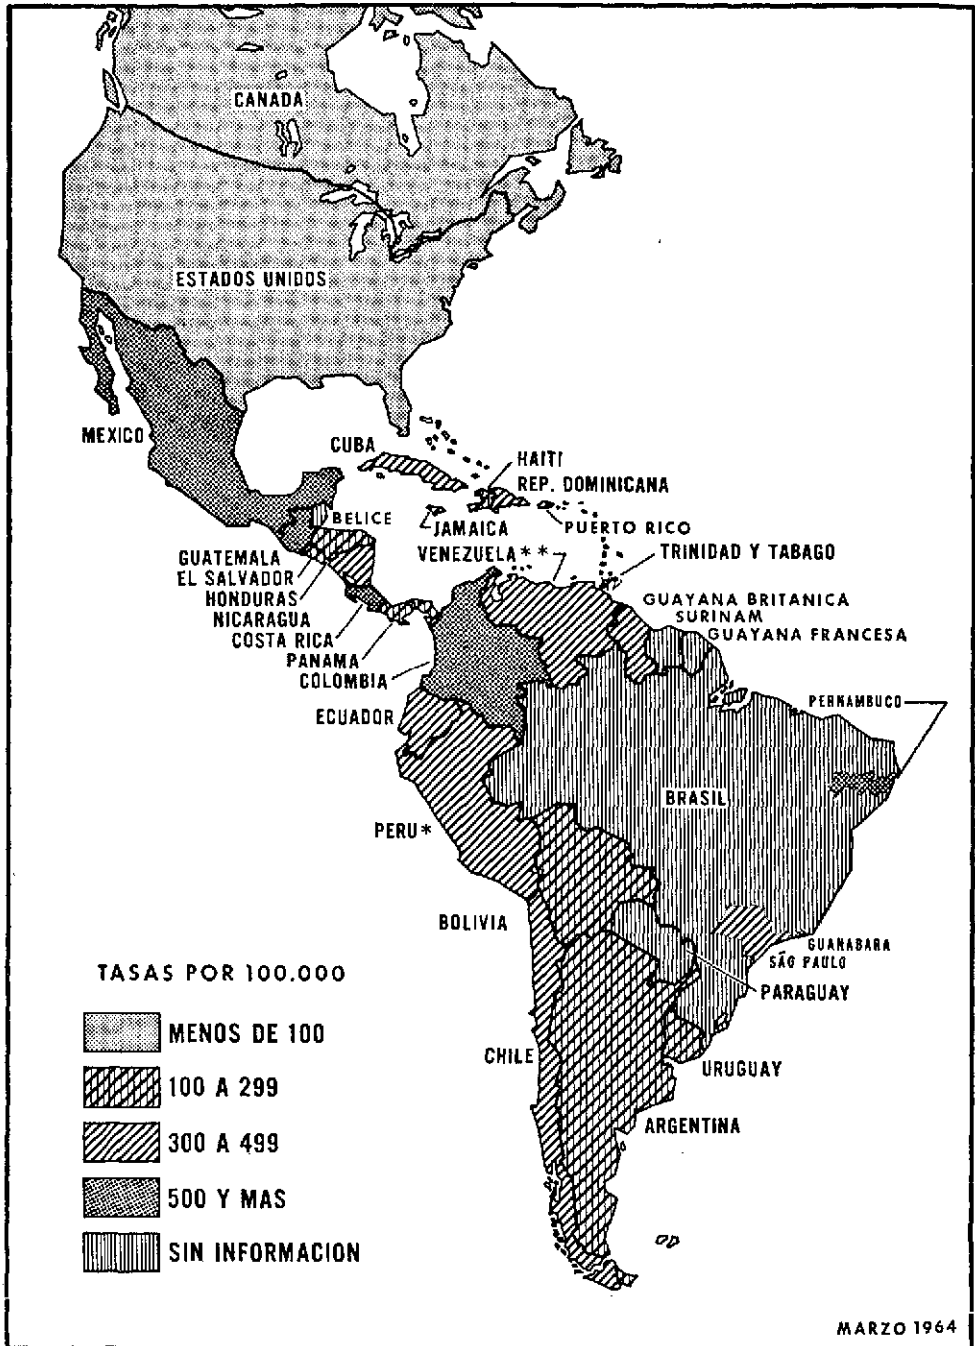 CANADA
ESTADOS UNIDOS
MEXICO
CUBA
HAITI
REP. DOMINICANA
BELICE
JAMAICA
PUERTO RICO
VENEZUELA**
TRINIDAD Y TABAGO
GUATEMALA
EL SALVADOR
HONDURAS
NICARAGUA
COSTA RICA
PANAMA
COLOMBIA
GUAYANA BRITANICA
SURINAM
GUAYANA FRANCESA
ECUADOR
PERNAMBUCO
BRASIL
PERU*
BOLIVIA
GUANABARA
SÃO PAULO
PARAGUAY
CHILE
URUGUAY
ARGENTINA
TASAS POR 100.000
MENOS DE 100
100 A 299
300 A 499
500 Y MAS
SIN INFORMACION
MARZO 1964